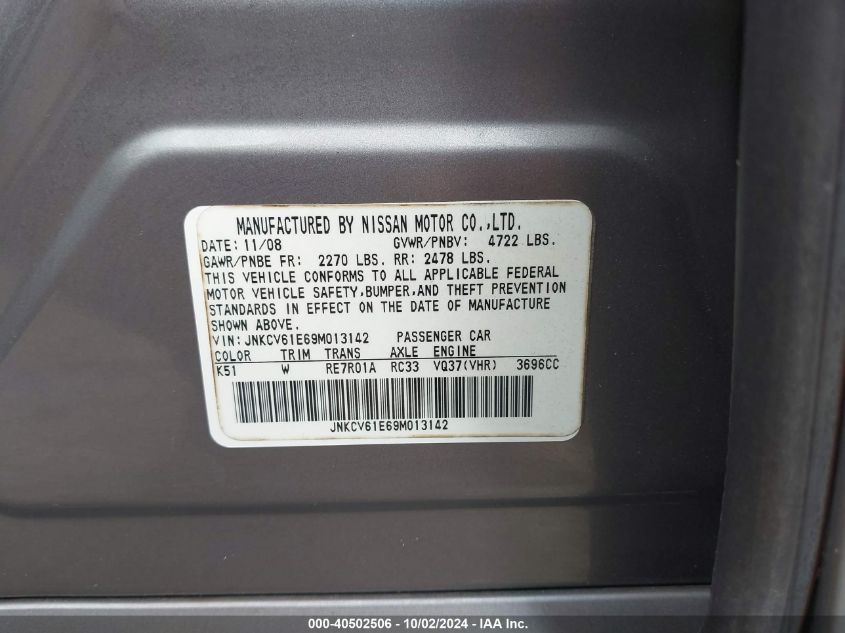 MANUFACTURED BY NISSAN MOTOR CO.,LTD.
DATE: 11/08 GVWR/PNBV: 4722 LBS.
GAWR/PNBE FR: 2270 LBS. RR: 2478 LBS.
THIS VEHICLE CONFORMS TO ALL APPLICABLE FEDERAL
MOTOR VEHICLE SAFETY,BUMPER,AND THEFT PREVENTION
STANDARDS IN EFFECT ON THE DATE OF MANUFACTURE
SHOWN ABOVE.
VIN: JNKCV61E69M013142 PASSENGER CAR
COLOR TRIM TRANS AXLE ENGINE
K51 W RE7R01A RC33 VQ37(VHR) 3696CC
JNKCV61E69M013142
000-40502506 - 10/02/2024 - IAA Inc.